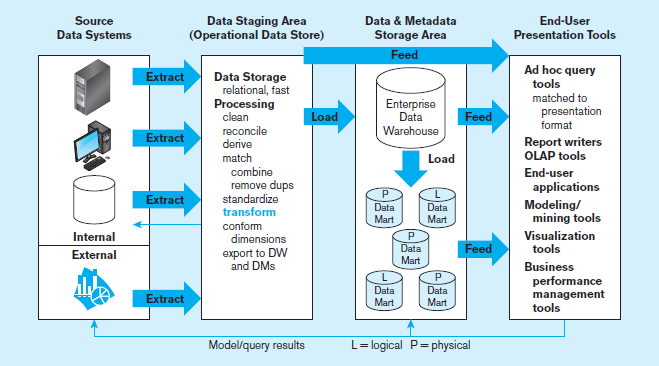 Source
Data Systems
Data Staging Area
(Operational Data Store)
Data & Metadata
Storage Area
End-User
Presentation Tools
Extract
Extract
Extract
Extract
Internal
External
Data Storage
relational, fast
Processing
clean
reconcile
derive
match
combine
remove dups
standardize
transform
conform
dimensions
export to DW
and DMs
Load
Feed
Enterprise
Data
Warehouse
Load
P
Data
Mart
L
Data
Mart
P
Data
Mart
L
Data
Mart
P
Data
Mart
Feed
Feed
Ad hoc query
tools
matched to
presentation
format
Report writers
OLAP tools
End-user
applications
Modeling/
mining tools
Visualization
tools
Business
performance
management
tools
Model/query results
L = logical P = physical